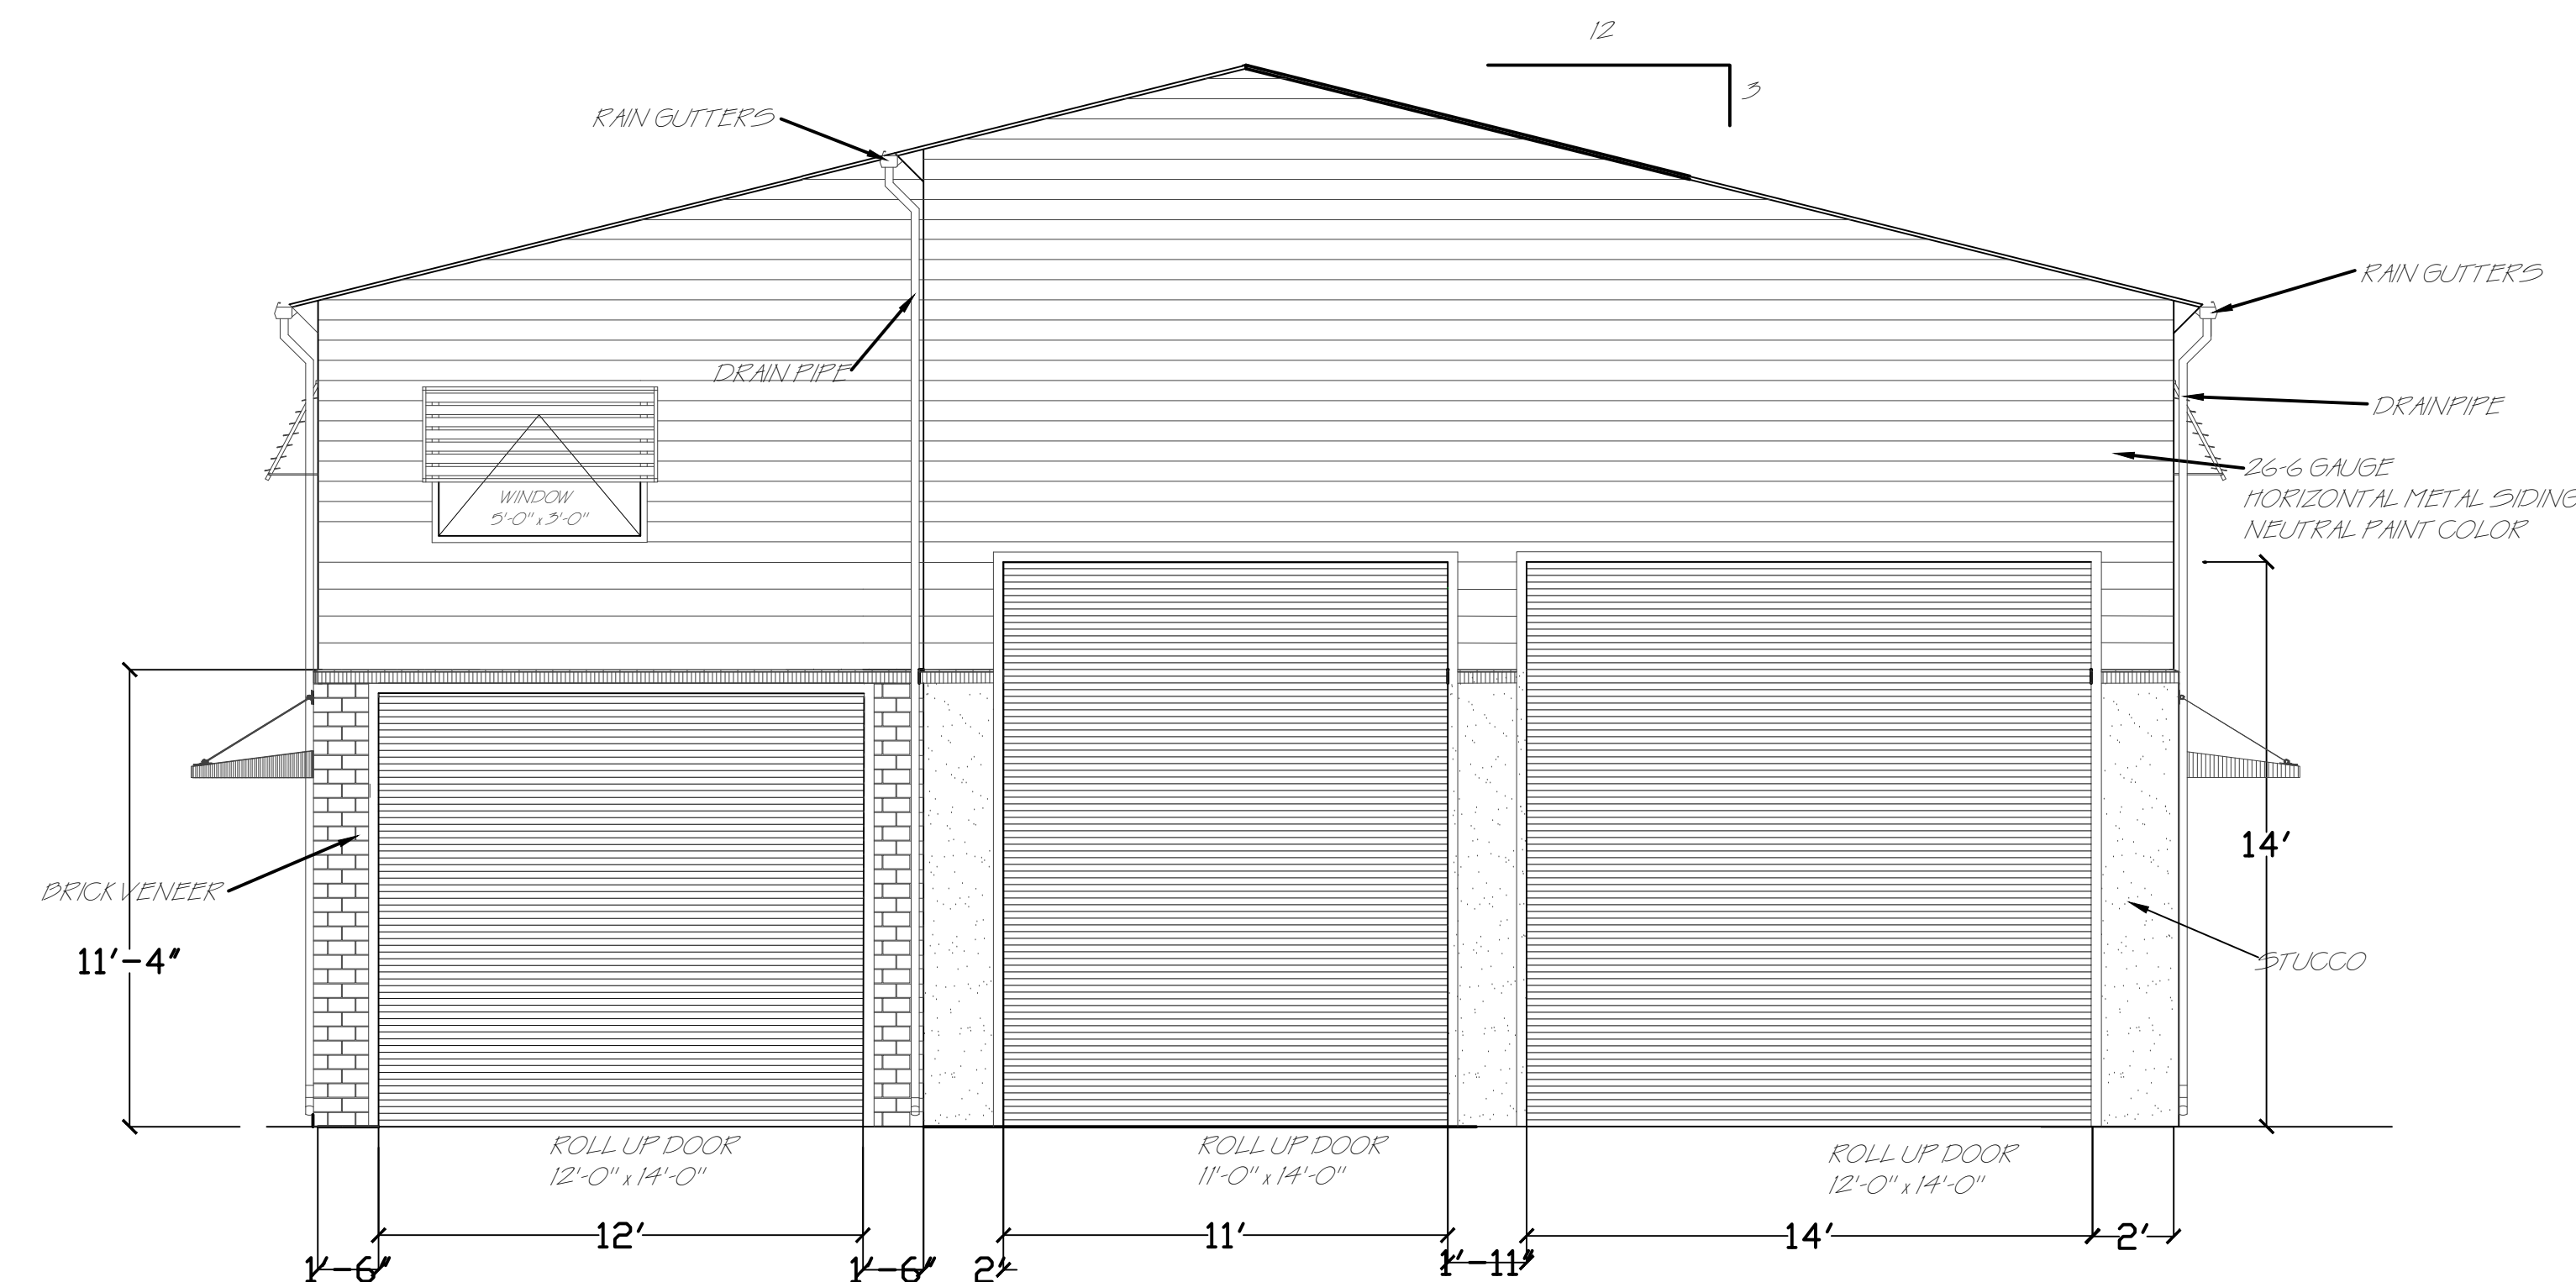 12
3
RAIN GUTTERS
RAIN GUTTERS
DRAIN PIPE
DRAINPIPE
26-6 GAUGE
HORIZONTAL METAL SIDING
NEUTRAL PAINT COLOR
WINDOW
5'-0" x 3'-0"
14'
BRICK VENEER
11'-4"
STUCCO
ROLL UP DOOR
12'-0" x 14'-0"
ROLL UP DOOR
11'-0" x 14'-0"
ROLL UP DOOR
12'-0" x 14'-0"
12'
11'
14'
2'
1'-6"
1'-6"
2'
1'-11"